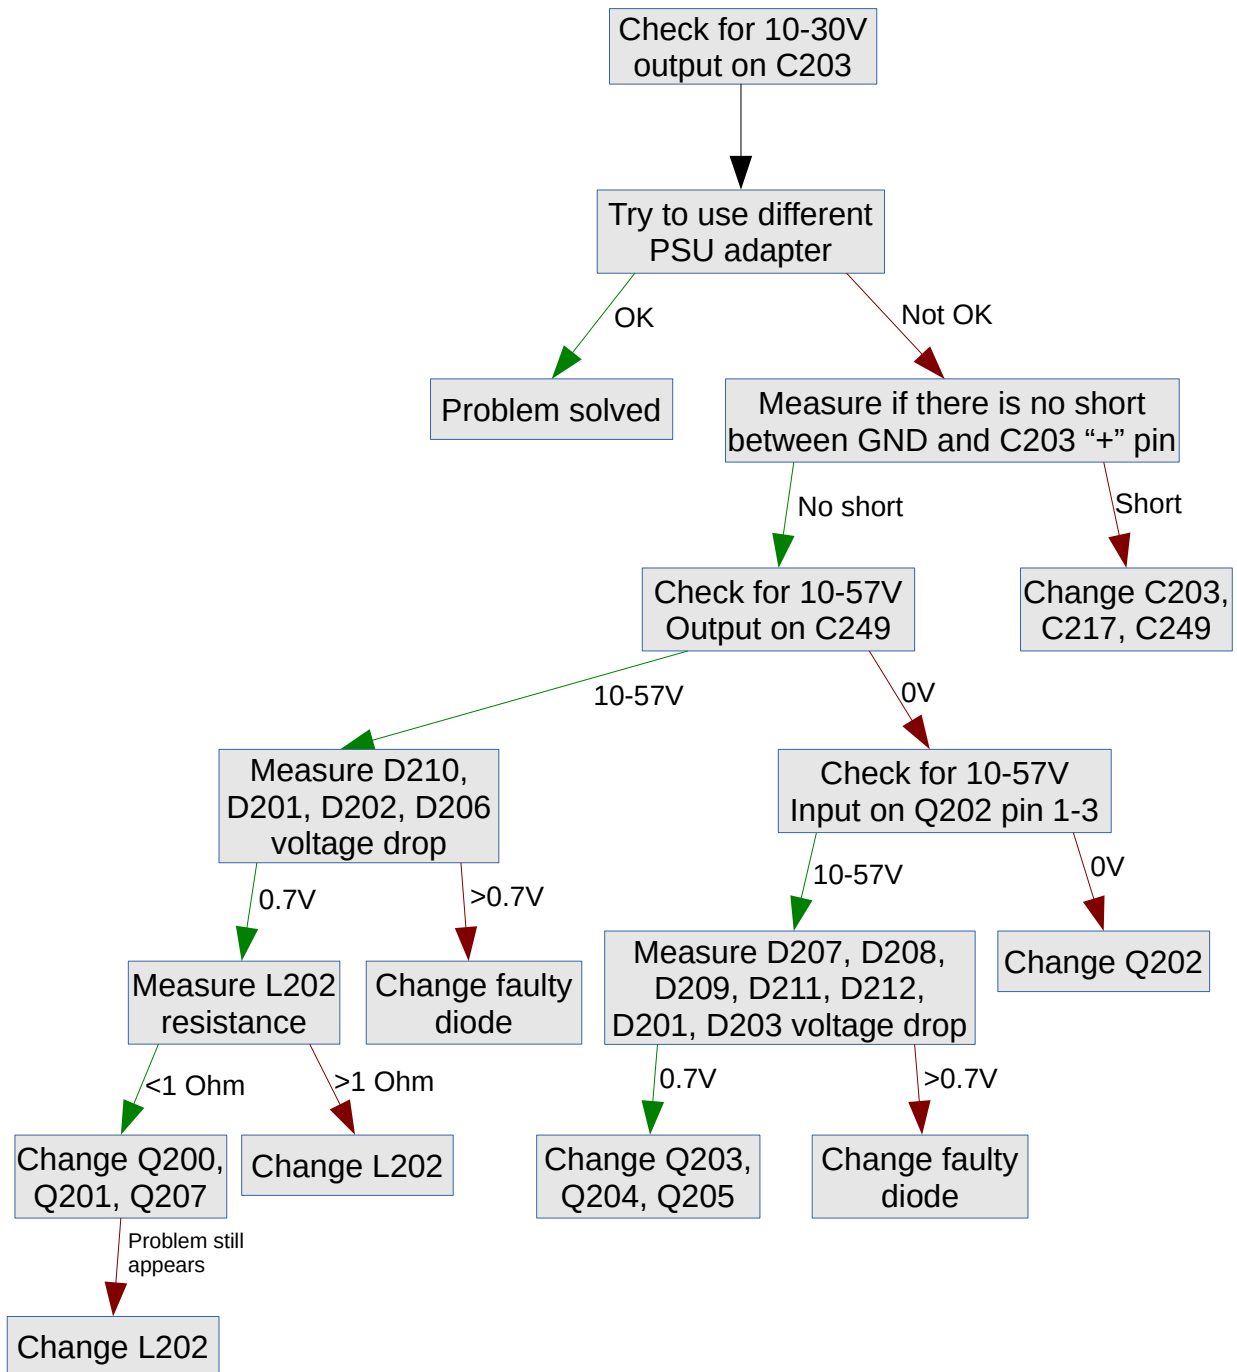 Check for 10-30V
output on C203
Try to use different
PSU adapter
OK
Not OK
Problem solved
Measure if there is no short
between GND and C203 “+” pin
No short
Short
Check for 10-57V
Output on C249
Change C203,
C217, C249
10-57V
0V
Measure D210,
D201, D202, D206
voltage drop
Check for 10-57V
Input on Q202 pin 1-3
0.7V
>0.7V
10-57V
0V
Measure L202
resistance
Change faulty
diode
Measure D207, D208,
D209, D211, D212,
D201, D203 voltage drop
Change Q202
<1 Ohm
>1 Ohm
0.7V
>0.7V
Change Q200,
Q201, Q207
Change L202
Change Q203,
Q204, Q205
Change faulty
diode
Problem still
appears
Change L202